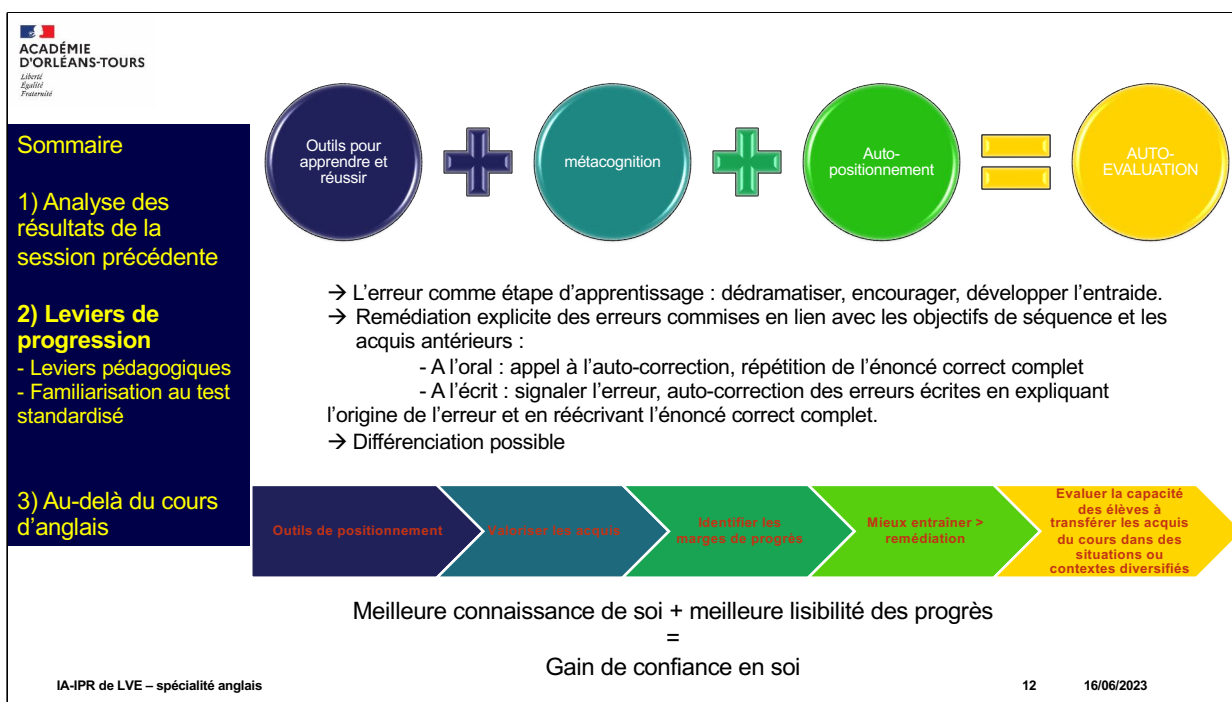 ACADÉMIE
D'ORLÉANS-TOURS
Liberté
Égalité
Fraternité
Sommaire
1) Analyse des
résultats de la
session précédente
2) Leviers de
progression
- Leviers pédagogiques
- Familiarisation au test
standardisé
3) Au-delà du cours
d'anglais
Outils pour
apprendre et
réussir
métacognition
Auto-
positionnement
AUTO-
EVALUATION
→ L'erreur comme étape d'apprentissage : dédramatiser, encourager, développer l'entraide.
→ Remédiation explicite des erreurs commises en lien avec les objectifs de séquence et les
acquis antérieurs :
- A l'oral : appel à l'auto-correction, répétition de l'énoncé correct complet
- A l'écrit : signaler l'erreur, auto-correction des erreurs écrites en expliquant
l'origine de l'erreur et en réécrivant l'énoncé correct complet.
→ Différenciation possible
Outils de positionnement
Valoriser les acquis
Identifier les
marges de progrès
Mieux entraîner >
remédiation
Evaluer la capacité
des élèves à
transférer les acquis
du cours dans des
situations ou
contextes diversifiés
Meilleure connaissance de soi + meilleure lisibilité des progrès
=
Gain de confiance en soi
IA-IPR de LVE – spécialité anglais
12
16/06/2023